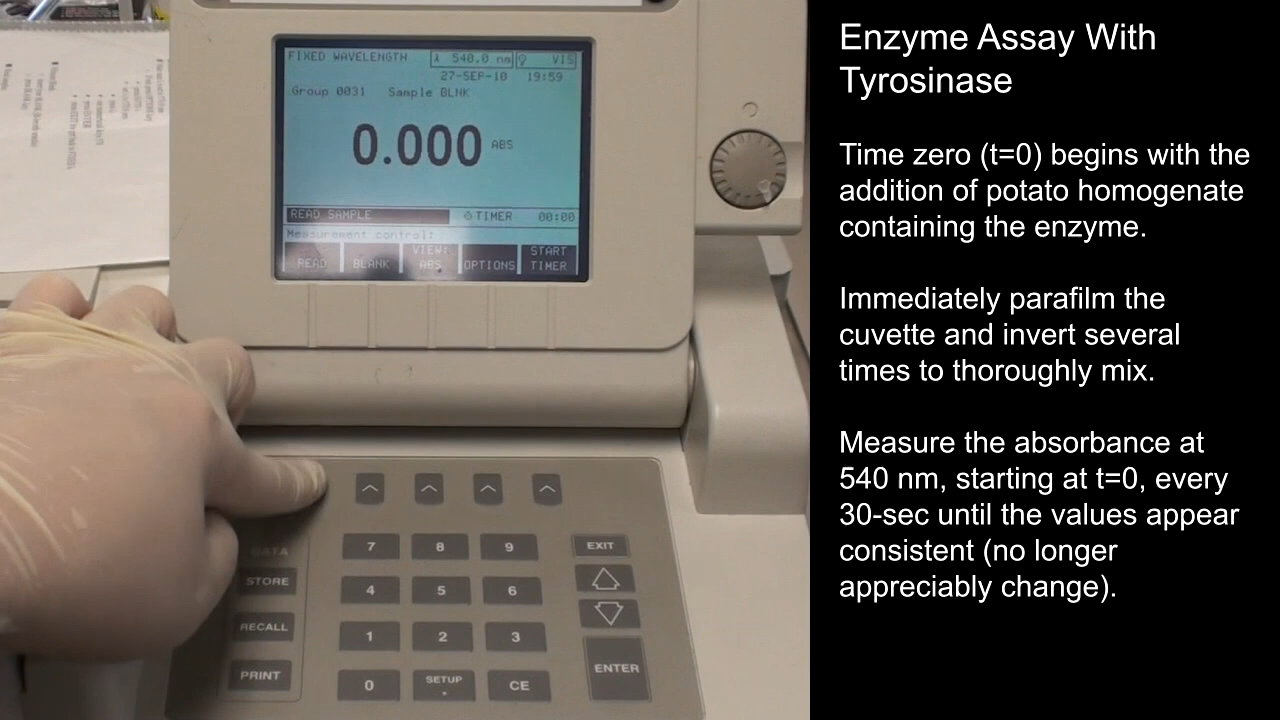 FIXED WAVELENGTH λ 540.0 nm VIS
27-SEP-10 19:59
Group 0031 Sample BLNK
0.000 ABS
READ SAMPLE TIMER 00:00
Measurement control:
READ BLANK VIEW: ABS OPTIONS START TIMER
DATA
STORE
RECALL
PRINT
7 8 9 EXIT
4 5 6
1 2 3
0 SETUP . CE ENTER
Enzyme Assay With
Tyrosinase
Time zero (t=0) begins with the
addition of potato homogenate
containing the enzyme.
Immediately parafilm the
cuvette and invert several
times to thoroughly mix.
Measure the absorbance at
540 nm, starting at t=0, every
30-sec until the values appear
consistent (no longer
appreciably change).